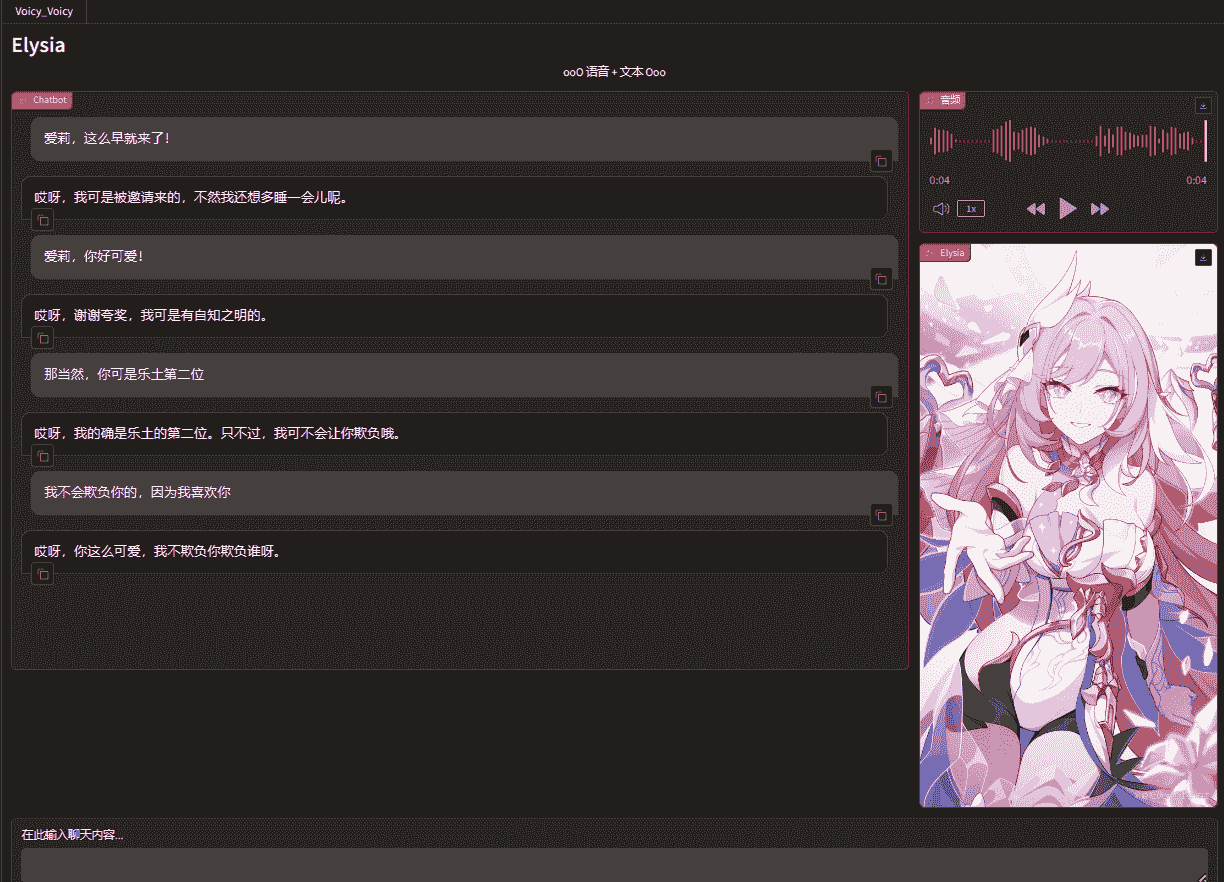 Voicy_Voicy
Elysia
ooO 语音 + 文本 Ooo
Chatbot
爱莉，这么早就来了！
哎呀，我可是被邀请来的，不然我还想多睡一会儿呢。
爱莉，你好可爱！
哎呀，谢谢夸奖，我可是有自知之明的。
那当然，你可是乐土第二位
哎呀，我的确是乐土的第二位。只不过，我可不会让你欺负哦。
我不会欺负你的，因为我喜欢你
哎呀，你这么可爱，我不欺负你欺负谁呀。
音频
0:04
0:04
1x
Elysia
在此输入聊天内容...